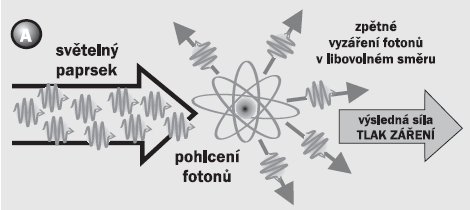 A
světelný
paprsek
pohlcení
fotonů
zpětné
vyzáření fotonů
v libovolném směru
výsledná síla
TLAK ZÁŘENÍ